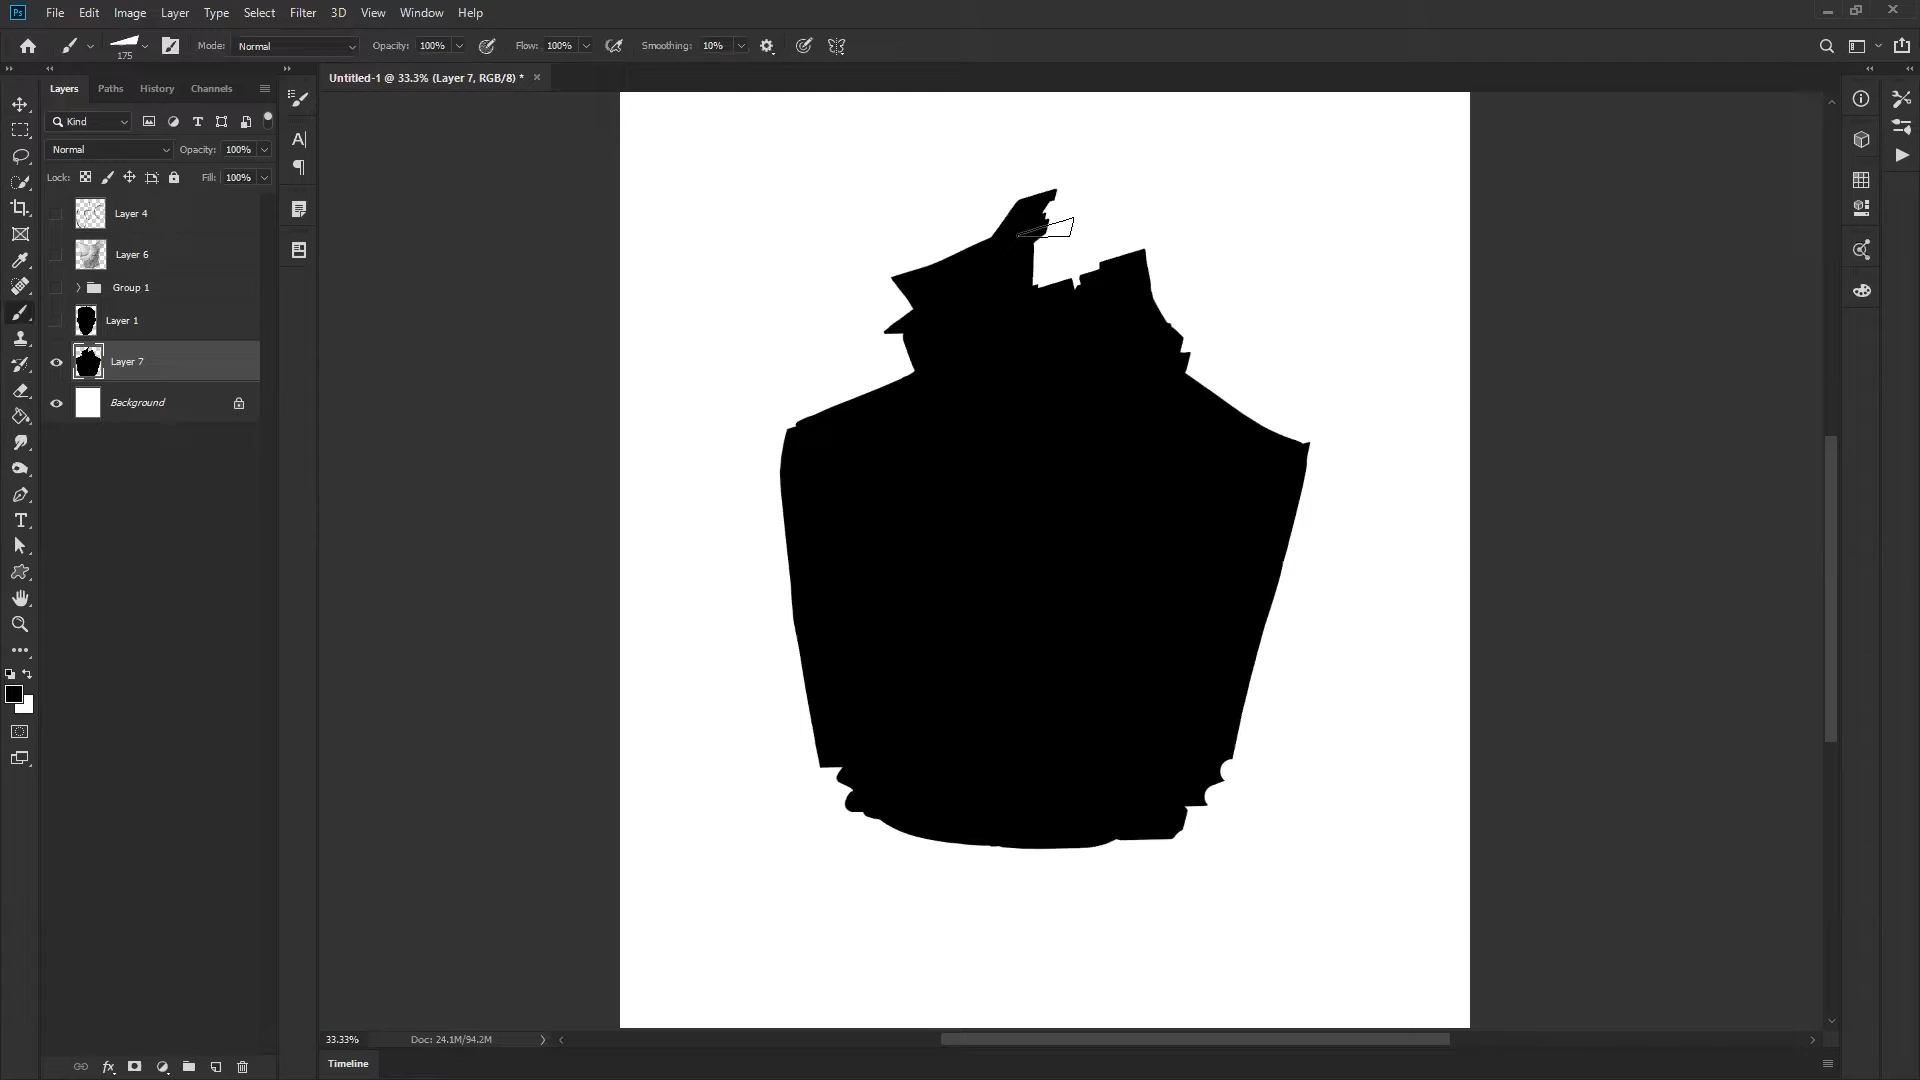 Ps File Edit Image Layer Type Select Filter 3D View Window Help
175 Mode: Normal Opacity: 100% Flow: 100% Smoothing: 10%
Untitled-1 @ 33.3% (Layer 7, RGB/8) * ×
Layers Paths History Channels
Kind
Normal Opacity: 100%
Lock: Fill: 100%
Layer 4
Layer 6
Group 1
Layer 1
Layer 7
Background
33.33% Doc: 24.1M/94.2M
fx
Timeline